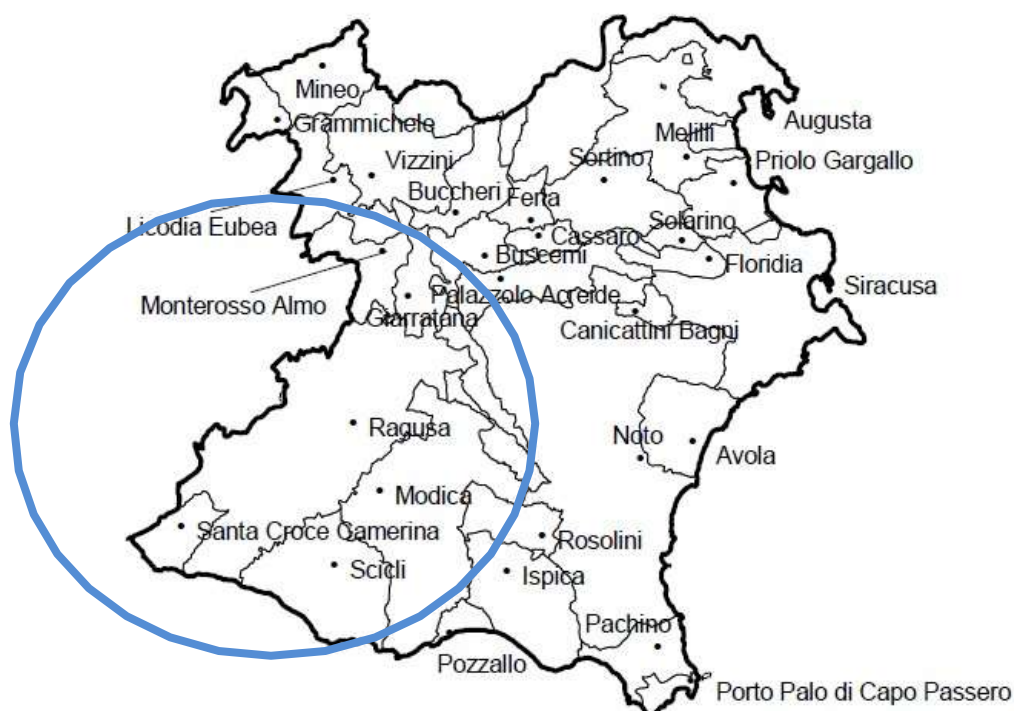 Mineo
Grammichele
Augusta
Melilli
Vizzini
Sortino
Priolo Gargallo
Buccheri
Ferla
Licodia Eubea
Solarino
Cassaro
Buscemi
Floridia
Siracusa
Monterosso Almo
Palazzolo Acreide
Giarratana
Canicattini Bagni
Ragusa
Noto
Avola
Modica
Santa Croce Camerina
Rosolini
Scicli
Ispica
Pachino
Pozzallo
Porto Palo di Capo Passero